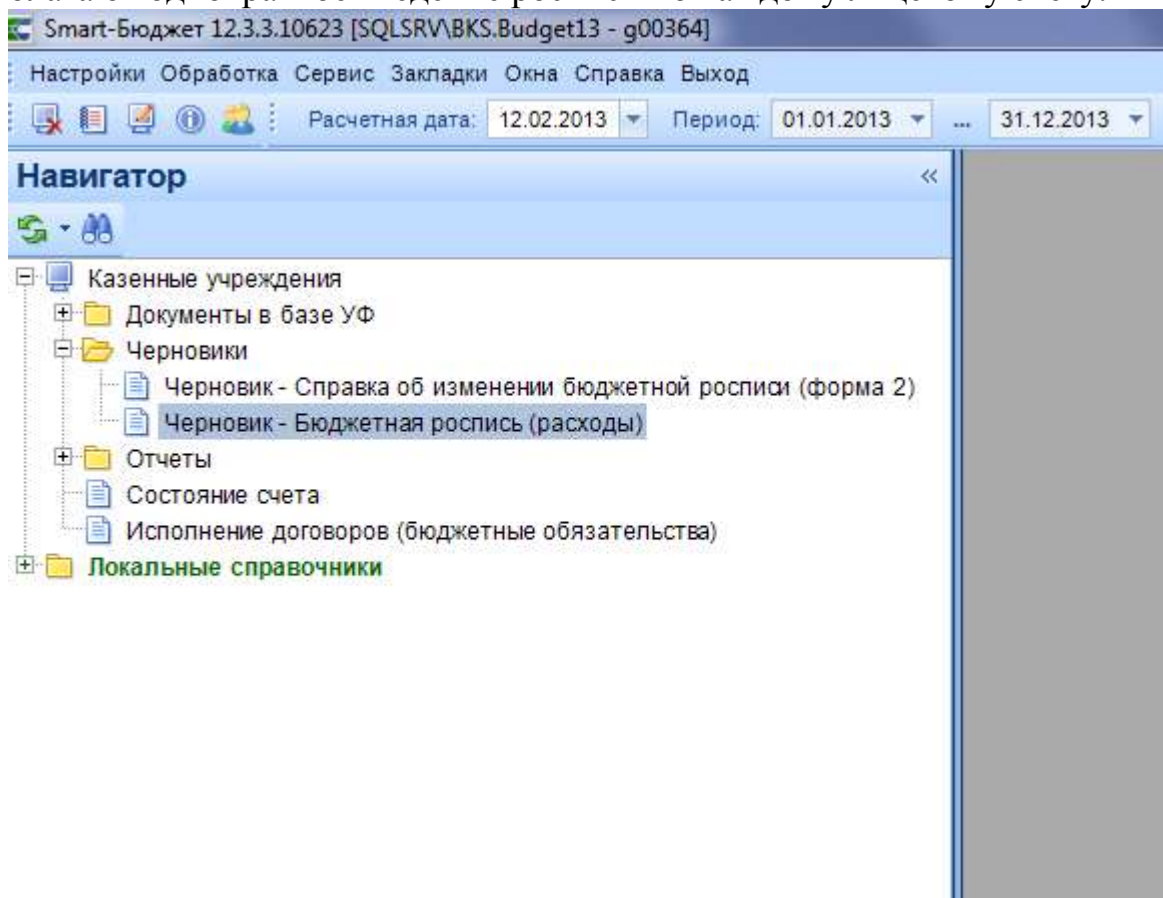 Smart-Бюджет 12.3.3.10623 [SQLSRV\BKS.Budget13 - g00364]
Настройки Обработка Сервис Закладки Окна Справка Выход
Расчетная дата: 12.02.2013 Период: 01.01.2013 ... 31.12.2013
Навигатор «
Казенные учреждения
Документы в базе УФ
Черновики
Черновик - Справка об изменении бюджетной росписи (форма 2)
Черновик - Бюджетная роспись (расходы)
Отчеты
Состояние счета
Исполнение договоров (бюджетные обязательства)
Локальные справочники